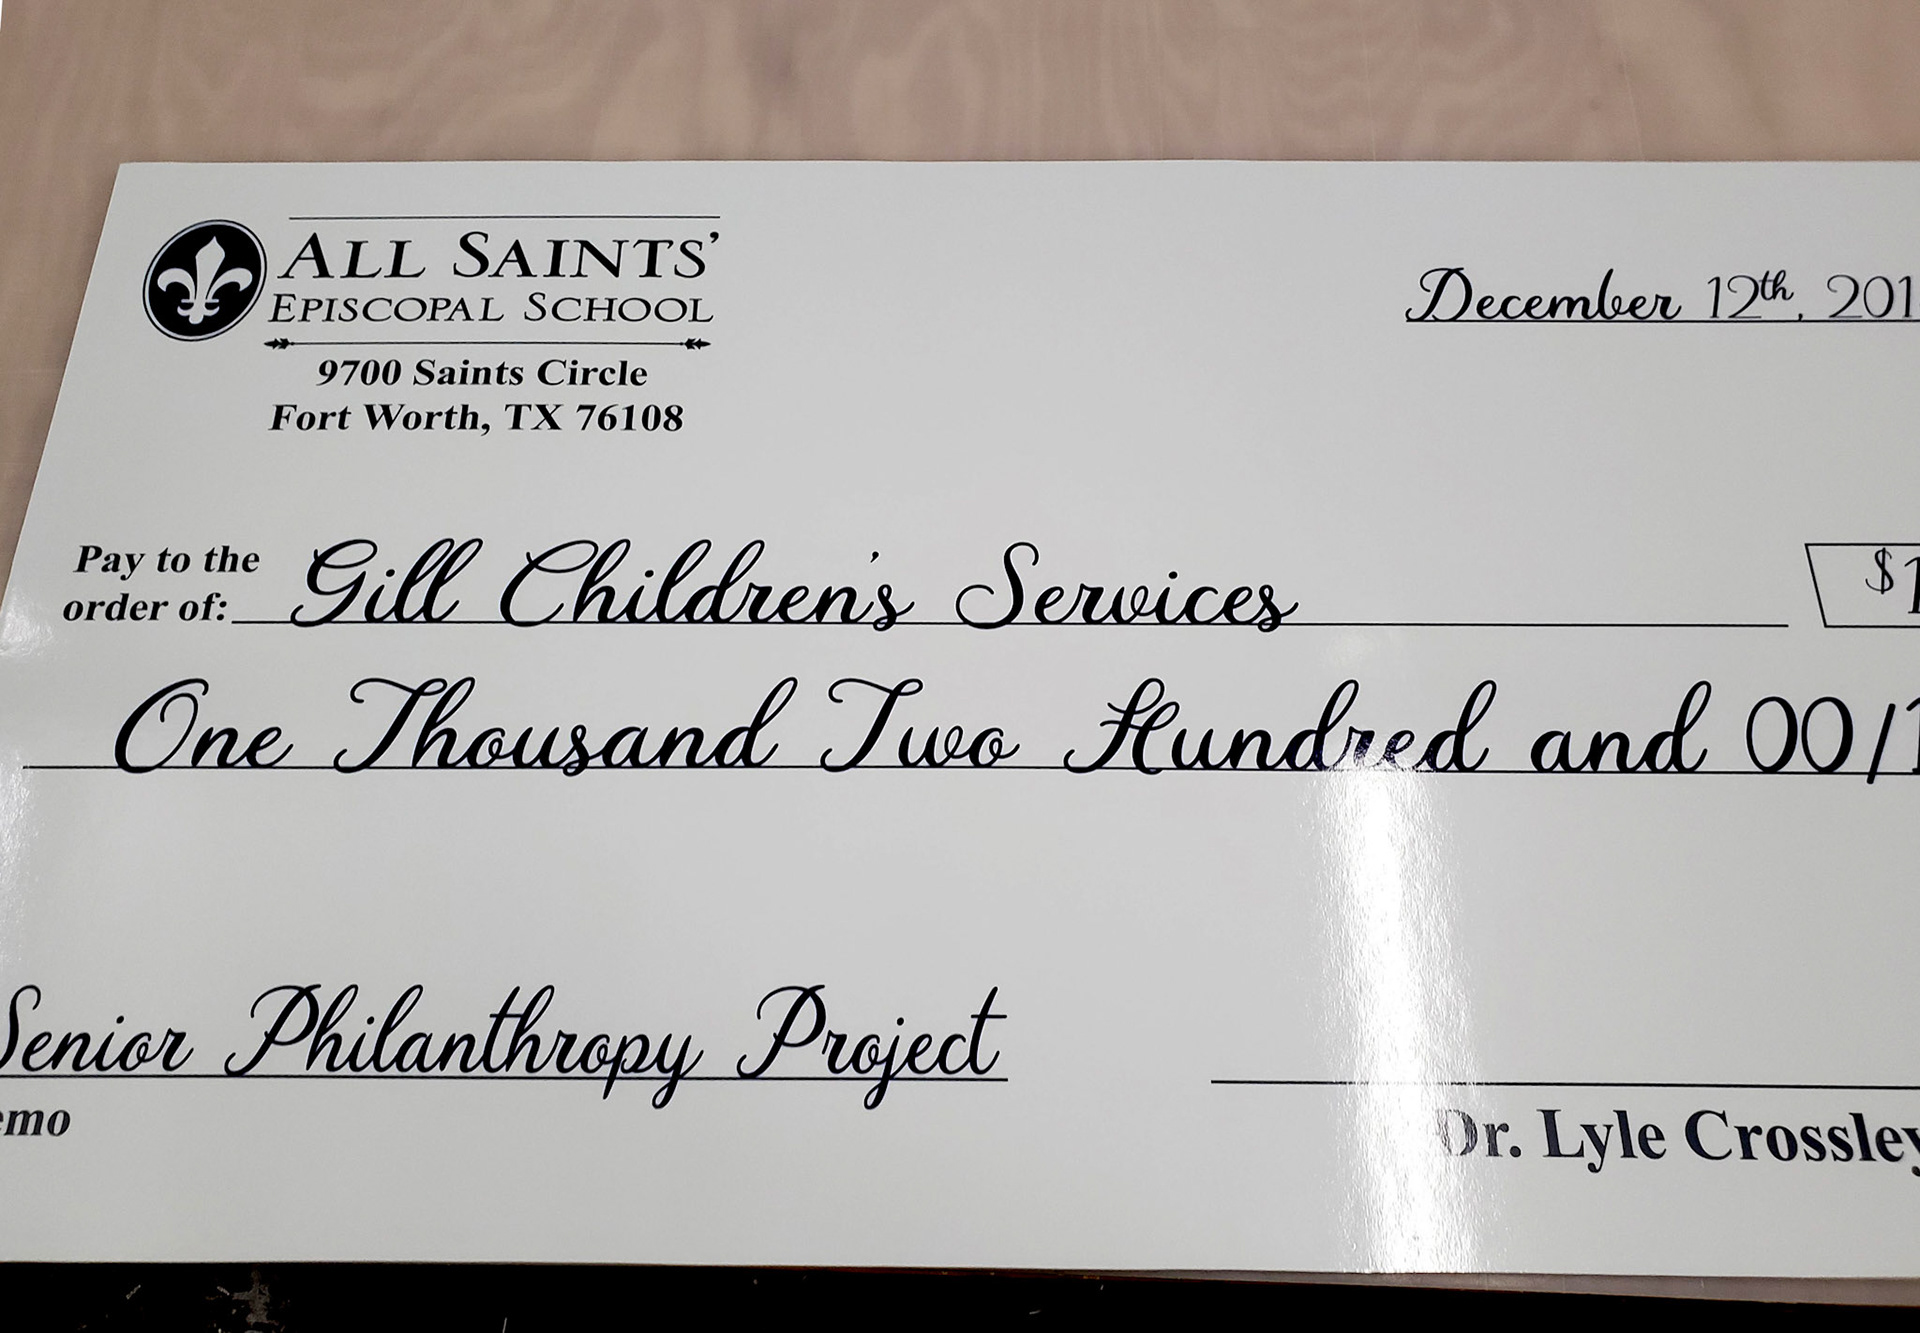 ALL SAINTS'
EPISCOPAL SCHOOL
9700 Saints Circle
Fort Worth, TX 76108
December 12th, 201
Pay to the
order of: Gill Children's Services
$1
One Thousand Two Hundred and 00/1
Senior Philanthropy Project
emo
Dr. Lyle Crossley